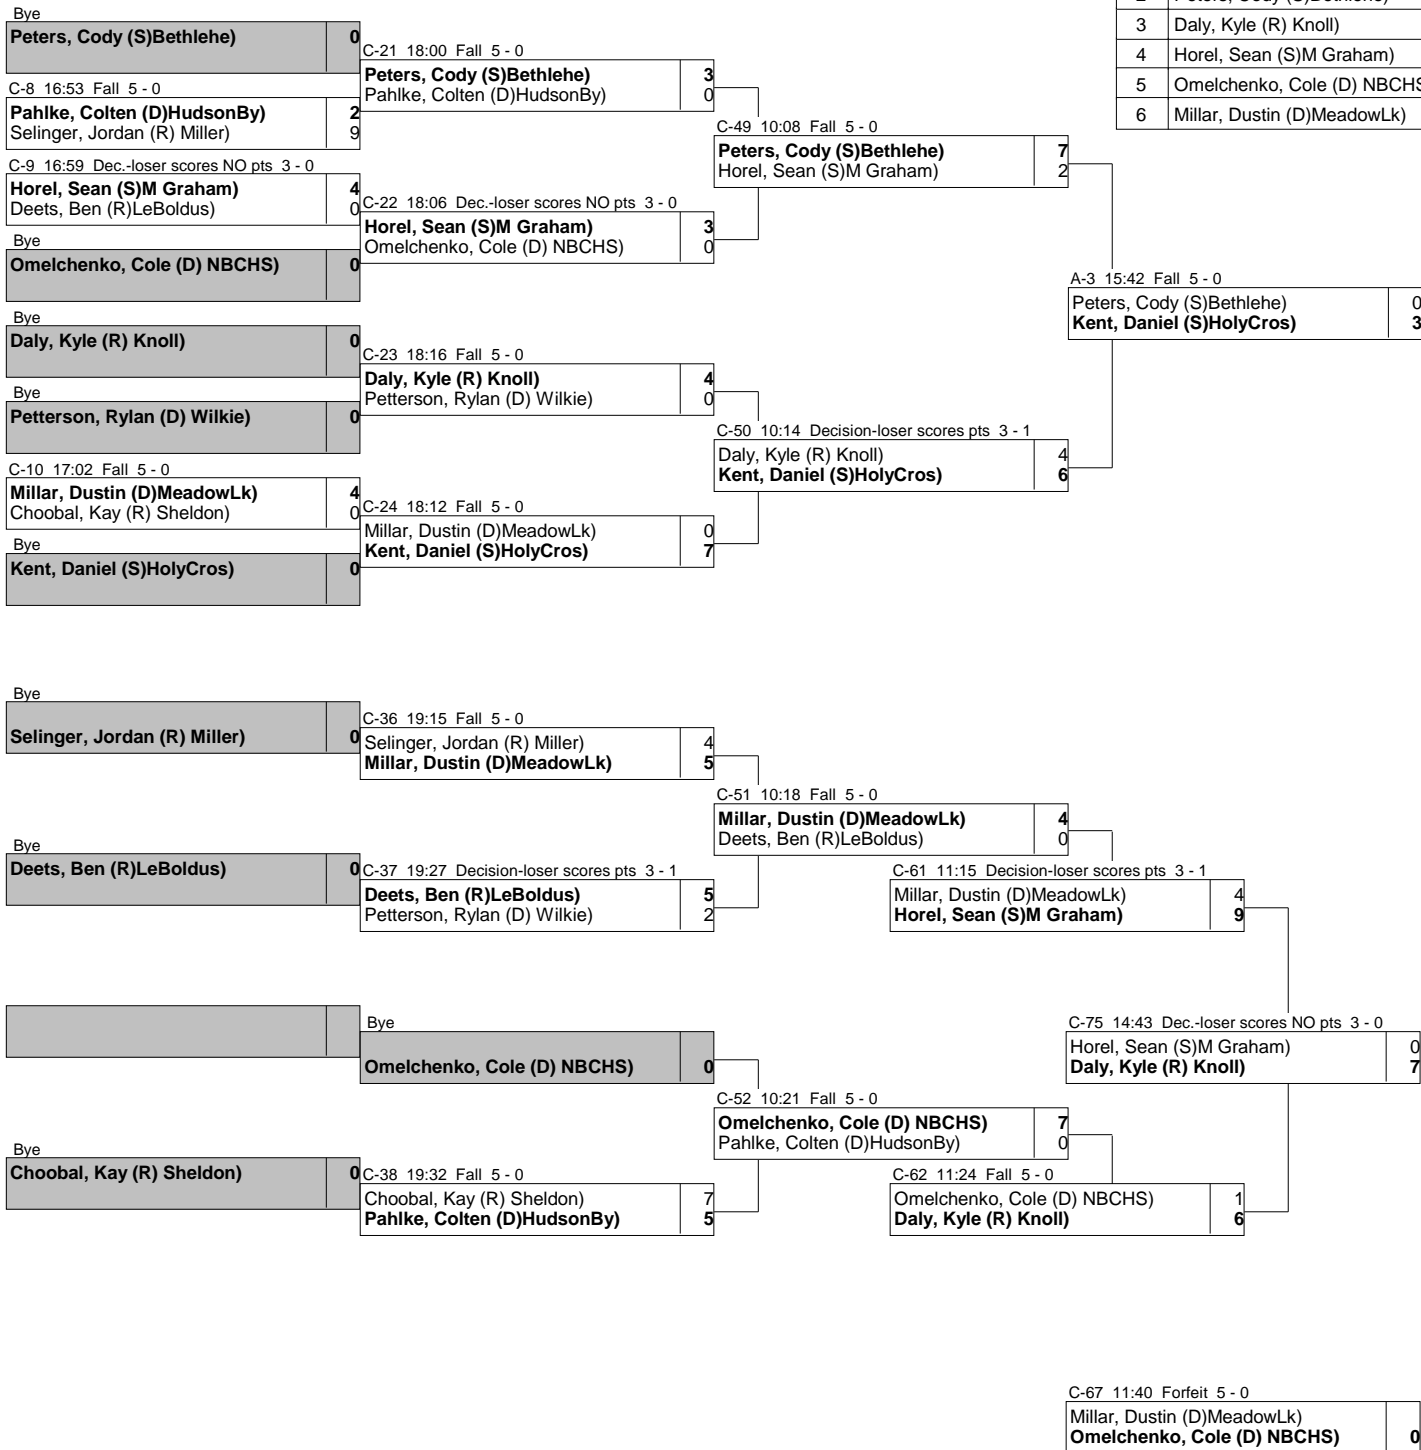 Bye
Peters, Cody (S)Bethlehe) 0
C-8 16:53 Fall 5 - 0
Pahlke, Colten (D)HudsonBy) 2
Selinger, Jordan (R) Miller) 9
C-9 16:59 Dec.-loser scores NO pts 3 - 0
Horel, Sean (S)M Graham) 4
Deets, Ben (R)LeBoldus) 0
Bye
Omelchenko, Cole (D) NBCHS) 0
Bye
Daly, Kyle (R) Knoll) 0
Bye
Petterson, Rylan (D) Wilkie) 0
C-10 17:02 Fall 5 - 0
Millar, Dustin (D)MeadowLk) 4
Choobal, Kay (R) Sheldon) 0
Bye
Kent, Daniel (S)HolyCros) 0
C-21 18:00 Fall 5 - 0
Peters, Cody (S)Bethlehe) 3
Pahlke, Colten (D)HudsonBy) 0
C-22 18:06 Dec.-loser scores NO pts 3 - 0
Horel, Sean (S)M Graham) 3
Omelchenko, Cole (D) NBCHS) 0
C-23 18:16 Fall 5 - 0
Daly, Kyle (R) Knoll) 4
Petterson, Rylan (D) Wilkie) 0
C-24 18:12 Fall 5 - 0
Millar, Dustin (D)MeadowLk) 0
Kent, Daniel (S)HolyCros) 7
C-49 10:08 Fall 5 - 0
Peters, Cody (S)Bethlehe) 7
Horel, Sean (S)M Graham) 2
C-50 10:14 Decision-loser scores pts 3 - 1
Daly, Kyle (R) Knoll) 4
Kent, Daniel (S)HolyCros) 6
3 Daly, Kyle (R) Knoll)
4 Horel, Sean (S)M Graham)
5 Omelchenko, Cole (D) NBCHS
6 Millar, Dustin (D)MeadowLk)
A-3 15:42 Fall 5 - 0
Peters, Cody (S)Bethlehe) 0
Kent, Daniel (S)HolyCros) 3
Bye
Selinger, Jordan (R) Miller) 0
Bye
Deets, Ben (R)LeBoldus) 0
Bye
Choobal, Kay (R) Sheldon) 0
C-36 19:15 Fall 5 - 0
Selinger, Jordan (R) Miller) 4
Millar, Dustin (D)MeadowLk) 5
C-37 19:27 Decision-loser scores pts 3 - 1
Deets, Ben (R)LeBoldus) 5
Petterson, Rylan (D) Wilkie) 2
Bye
Omelchenko, Cole (D) NBCHS) 0
C-38 19:32 Fall 5 - 0
Choobal, Kay (R) Sheldon) 7
Pahlke, Colten (D)HudsonBy) 5
C-51 10:18 Fall 5 - 0
Millar, Dustin (D)MeadowLk) 4
Deets, Ben (R)LeBoldus) 0
C-52 10:21 Fall 5 - 0
Omelchenko, Cole (D) NBCHS) 7
Pahlke, Colten (D)HudsonBy) 0
C-61 11:15 Decision-loser scores pts 3 - 1
Millar, Dustin (D)MeadowLk) 4
Horel, Sean (S)M Graham) 9
C-62 11:24 Fall 5 - 0
Omelchenko, Cole (D) NBCHS) 1
Daly, Kyle (R) Knoll) 6
C-75 14:43 Dec.-loser scores NO pts 3 - 0
Horel, Sean (S)M Graham) 0
Daly, Kyle (R) Knoll) 7
C-67 11:40 Forfeit 5 - 0
Millar, Dustin (D)MeadowLk)
Omelchenko, Cole (D) NBCHS) 0